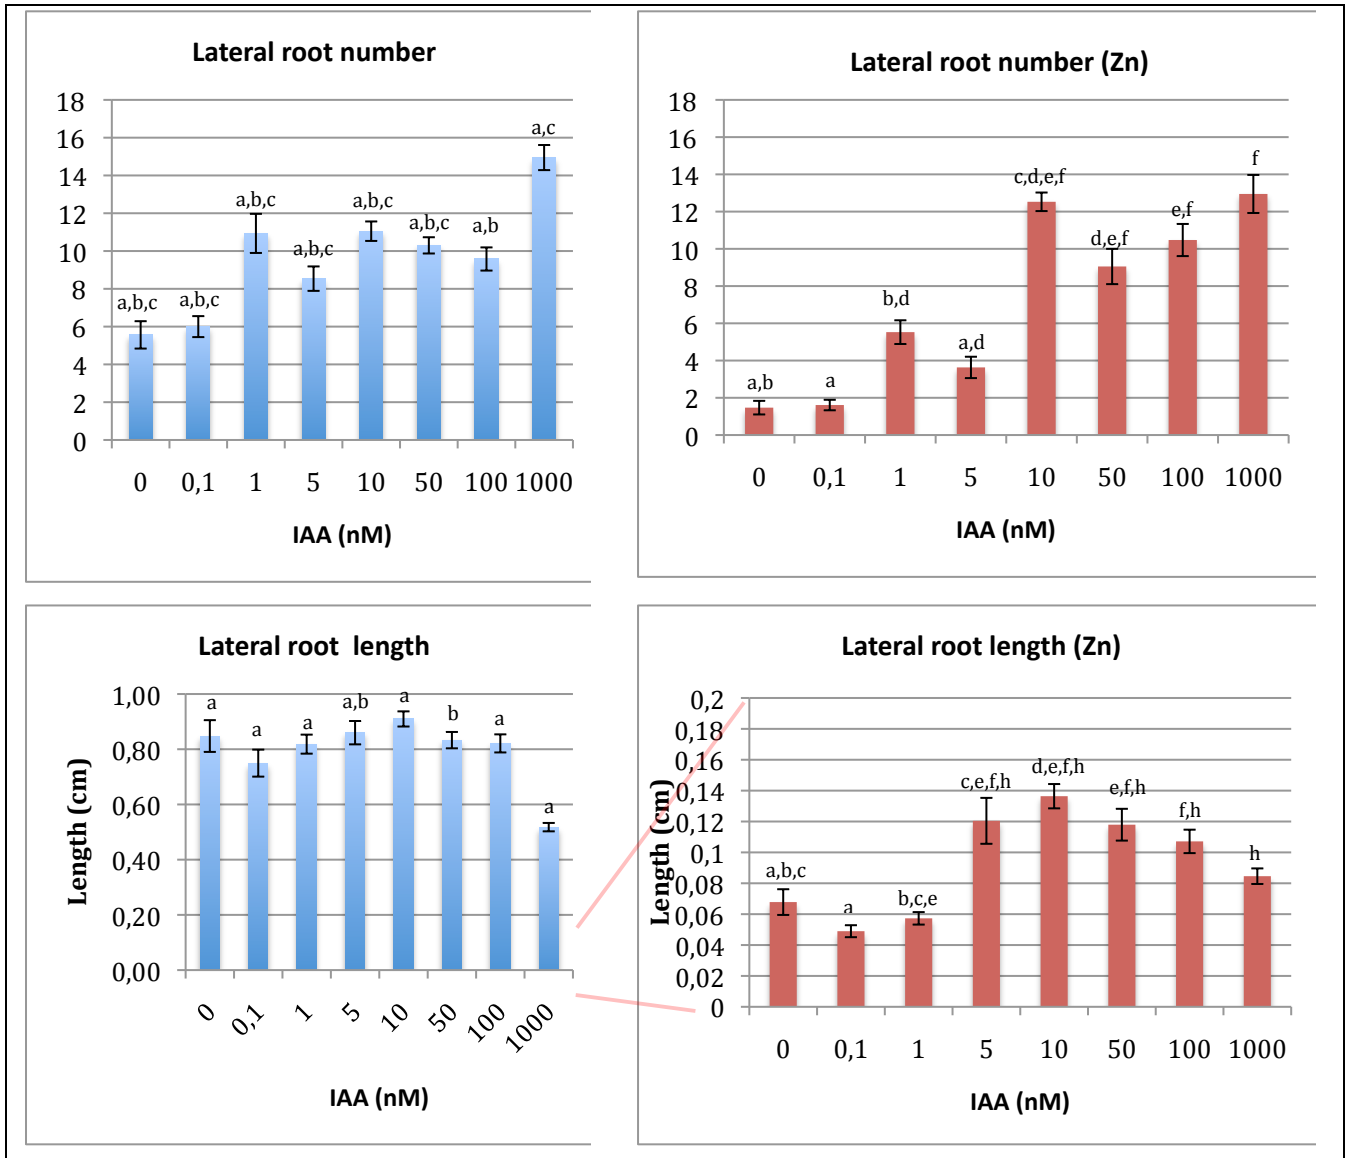 Lateral root number
18
16
14
12
10
8
6
4
2
0
a,b,c
a,b,c
a,b,c
a,b,c
a,b,c
a,b,c
a,b
a,c
0 0,1 1 5 10 50 100 1000
IAA (nM)
Lateral root number (Zn)
18
16
14
12
10
8
6
4
2
0
a,b
a
b,d
a,d
c,d,e,f
d,e,f
e,f
f
0 0,1 1 5 10 50 100 1000
IAA (nM)
Lateral root length
Length (cm)
1,00
0,80
0,60
0,40
0,20
0,00
a
a
a
a,b
a
b
a
a
0 0,1 1 5 10 50 100 1000
IAA (nM)
Lateral root length (Zn)
Length (cm)
0,2
0,18
0,16
0,14
0,12
0,1
0,08
0,06
0,04
0,02
0
a,b,c
a
b,c,e
c,e,f,h
d,e,f,h
e,f,h
f,h
h
0 0,1 1 5 10 50 100 1000
IAA (nM)